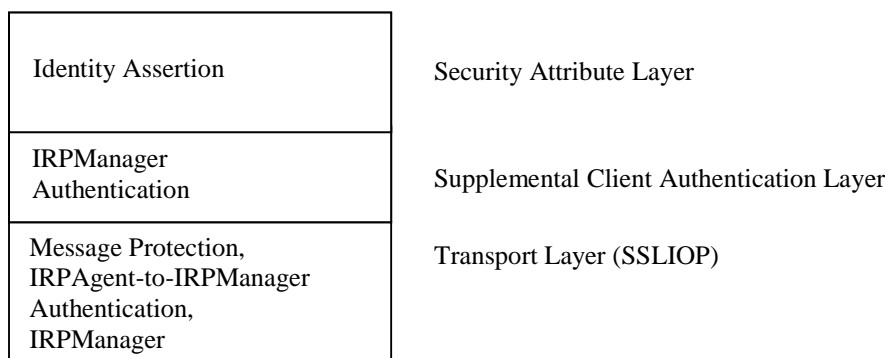 Identity Assertion
Security Attribute Layer
IRPManager
Authentication
Supplemental Client Authentication Layer
Message Protection,
IRPAgent-to-IRPManager
Authentication,
IRPManager
Transport Layer (SSLIOP)